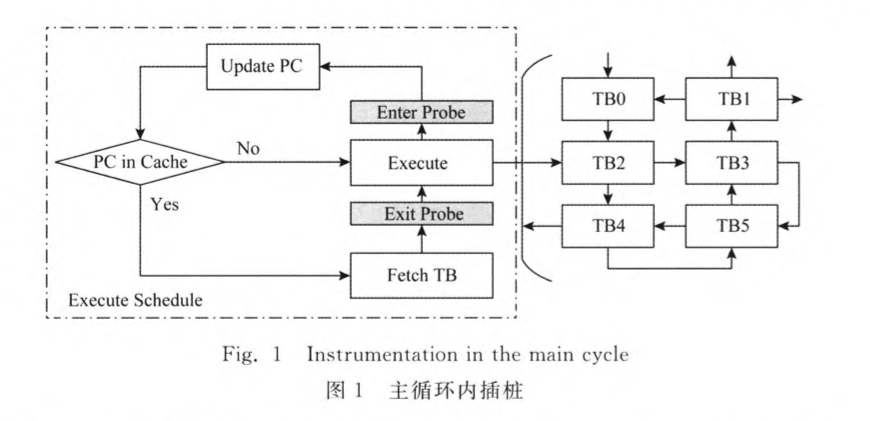 Update PC
Enter Probe
PC in Cache
No
Execute
Yes
Exit Probe
Fetch TB
Execute Schedule
TB0
TB1
TB2
TB3
TB4
TB5
Fig. 1 Instrumentation in the main cycle
图 1 主循环内插桩